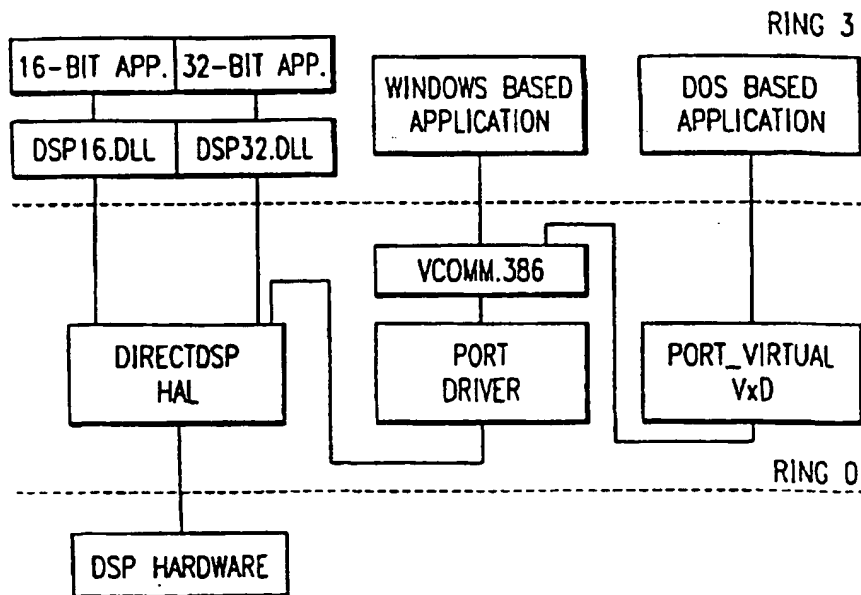 RING 3
16-BIT APP. 32-BIT APP.
WINDOWS BASED
APPLICATION
DOS BASED
APPLICATION
DSP16.DLL DSP32.DLL
VCOMM.386
DIRECTDSP
HAL
PORT
DRIVER
PORT_VIRTUAL
VxD
RING 0
DSP HARDWARE